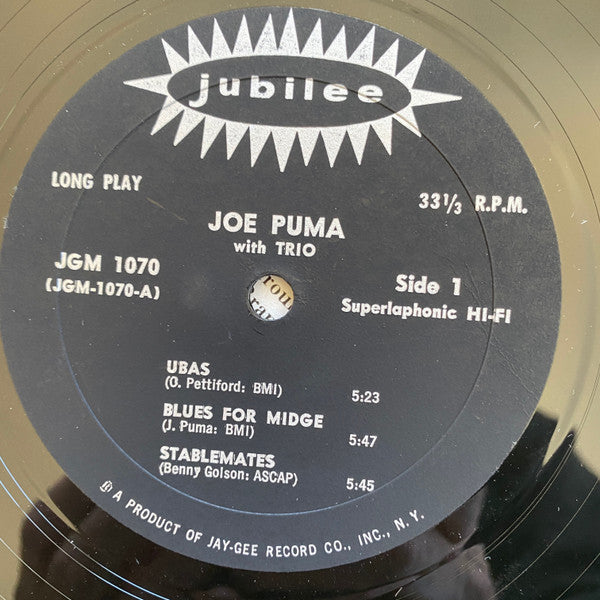 jubilee
LONG PLAY
33 1/3 R.P.M.
JOE PUMA
with TRIO
JGM 1070
(JGM-1070-A)
Side 1
Superlaphonic HI-FI
UBAS
(O. Pettiford: BMI) 5:23
BLUES FOR MIDGE
(J. Puma: BMI) 5:47
STABLEMATES
(Benny Golson: ASCAP) 5:45
A PRODUCT OF JAY-GEE RECORD CO., INC., N. Y.